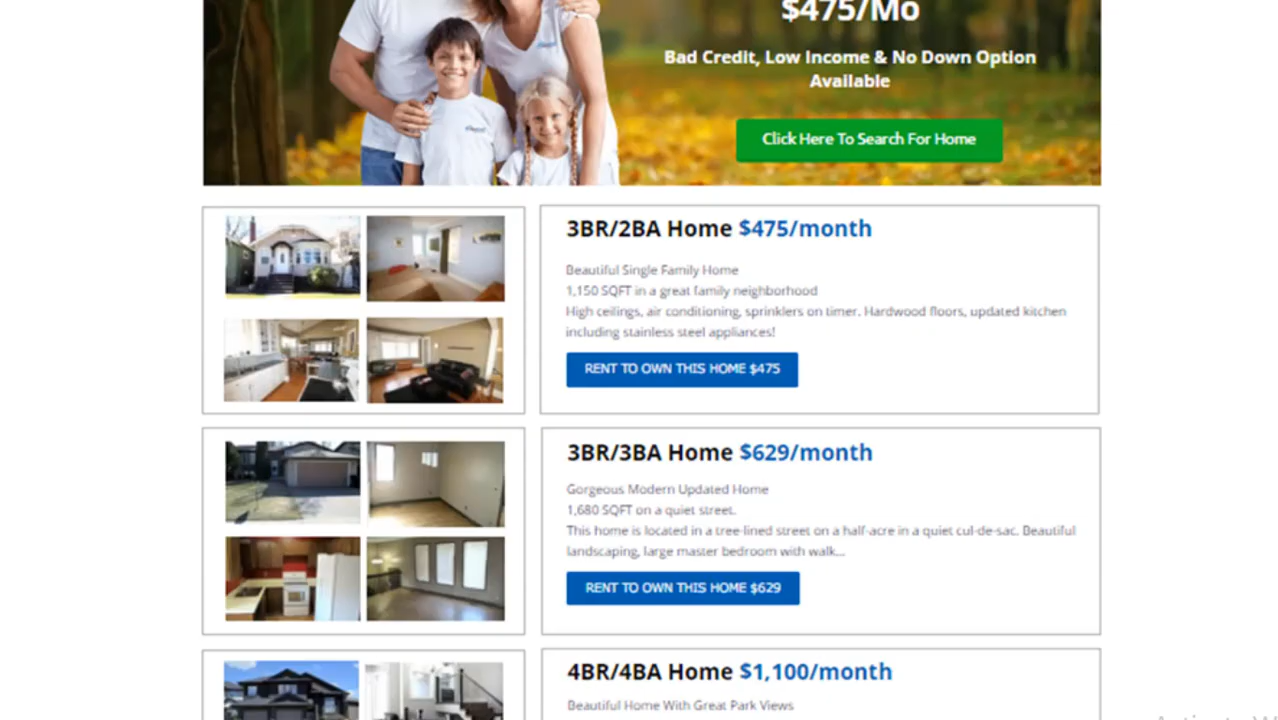 $475/Mo
Bad Credit, Low Income & No Down Option
Available
Click Here To Search For Home
3BR/2BA Home $475/month
Beautiful Single Family Home
1,150 SQFT in a great family neighborhood
High ceilings, air conditioning, sprinklers on timer. Hardwood floors, updated kitchen
including stainless steel appliances!
RENT TO OWN THIS HOME $475
3BR/3BA Home $629/month
Gorgeous Modern Updated Home
1,680 SQFT on a quiet street.
This home is located in a tree-lined street on a half-acre in a quiet cul-de-sac. Beautiful
landscaping, large master bedroom with walk...
RENT TO OWN THIS HOME $629
4BR/4BA Home $1,100/month
Beautiful Home With Great Park Views